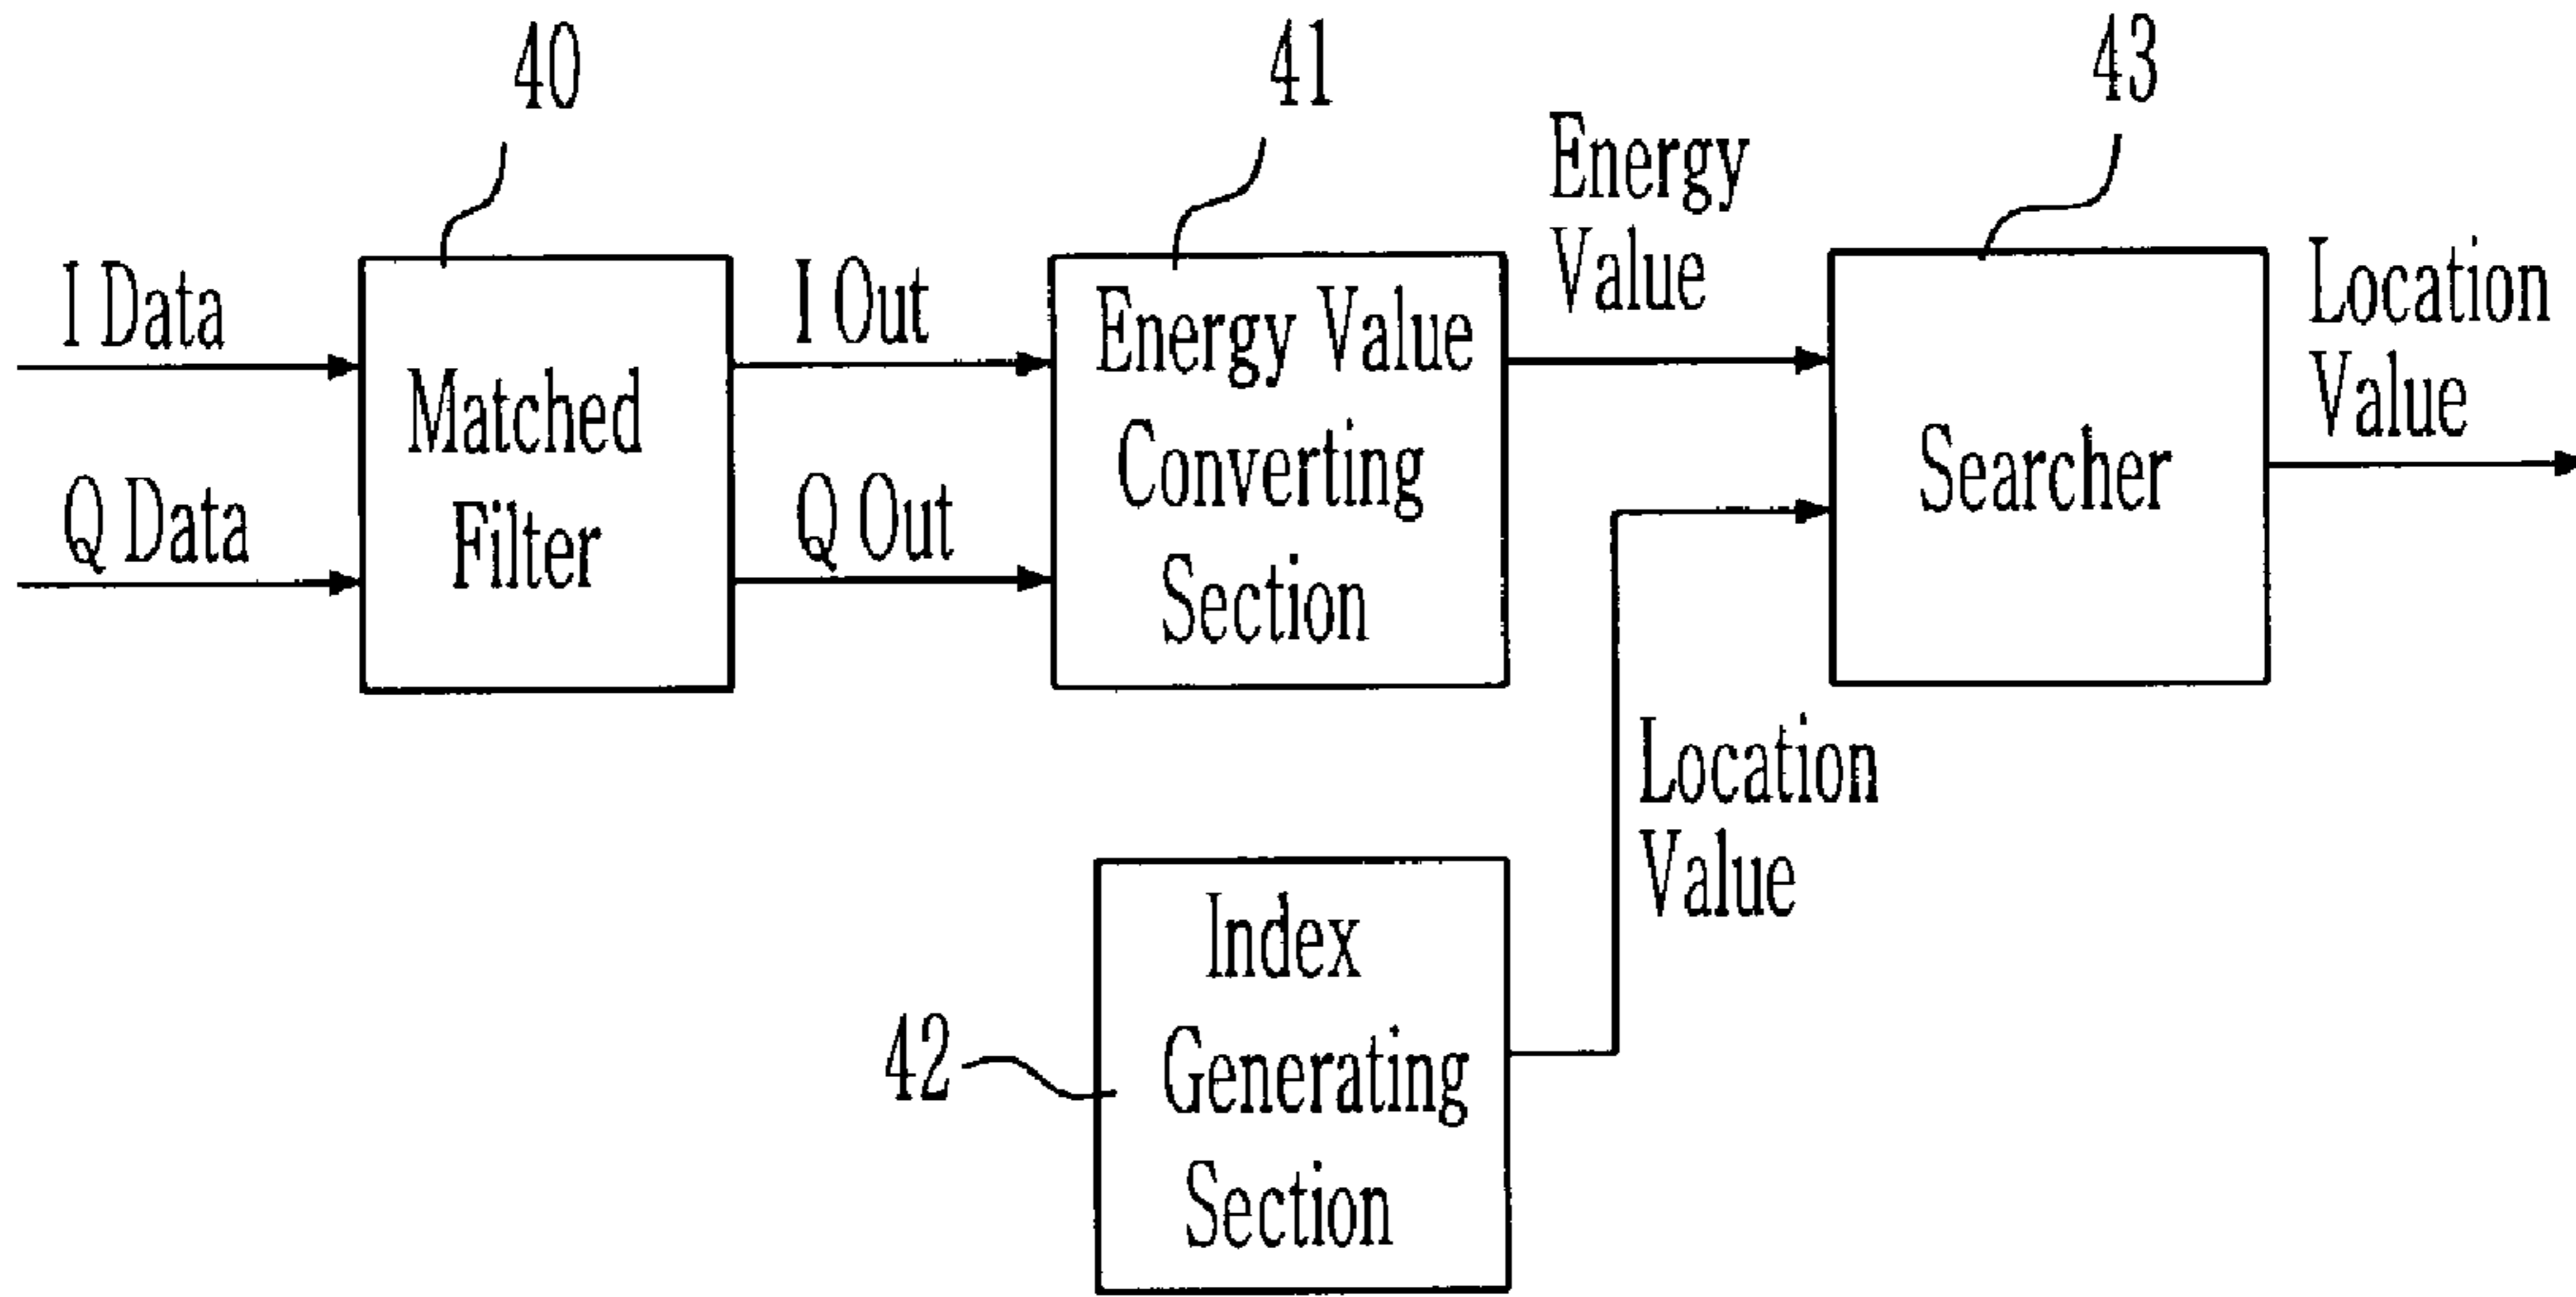 40
41
43
I Data
Q Data
Matched
Filter
I Out
Q Out
Energy Value
Converting
Section
Energy
Value
Searcher
Location
Value
Location
Value
42
Index
Generating
Section